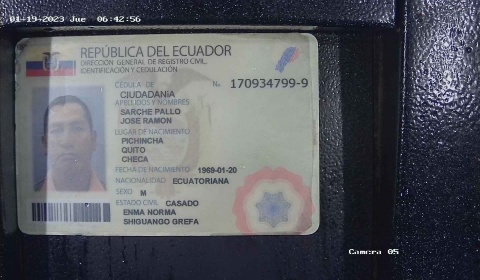 01-19-2023 Jue 06:42:56
REPÚBLICA DEL ECUADOR
DIRECCIÓN GENERAL DE REGISTRO CIVIL,
IDENTIFICACIÓN Y CEDULACIÓN
CÉDULA DE No. 170934799-9
CIUDADANÍA
APELLIDOS Y NOMBRES
SARCHE PALLO
JOSE RAMON
LUGAR DE NACIMIENTO
PICHINCHA
QUITO
CHECA
FECHA DE NACIMIENTO 1969-01-20
NACIONALIDAD ECUATORIANA
SEXO M
ESTADO CIVIL CASADO
ENMA NORMA
SHIGUANGO GREFA
Camera 05